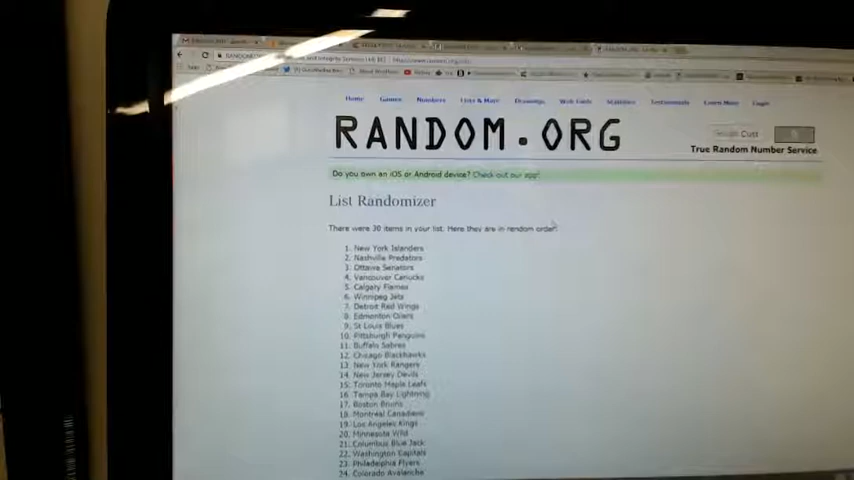 Home Games Numbers Lists & More Drawings Web Tools Statistics Testimonials Learn More Login
RANDOM.ORG
True Random Number Service
Do you own an iOS or Android device? Check out our app!
List Randomizer
There were 30 items in your list. Here they are in random order:
1. New York Islanders
2. Nashville Predators
3. Ottawa Senators
4. Vancouver Canucks
5. Calgary Flames
6. Winnipeg Jets
7. Detroit Red Wings
8. Edmonton Oilers
9. St Louis Blues
10. Pittsburgh Penguins
11. Buffalo Sabres
12. Chicago Blackhawks
13. New York Rangers
14. New Jersey Devils
15. Toronto Maple Leafs
16. Tampa Bay Lightning
17. Boston Bruins
18. Montreal Canadiens
19. Los Angeles Kings
20. Minnesota Wild
21. Columbus Blue Jack
22. Washington Capitals
23. Philadelphia Flyers
24. Colorado Avalanche